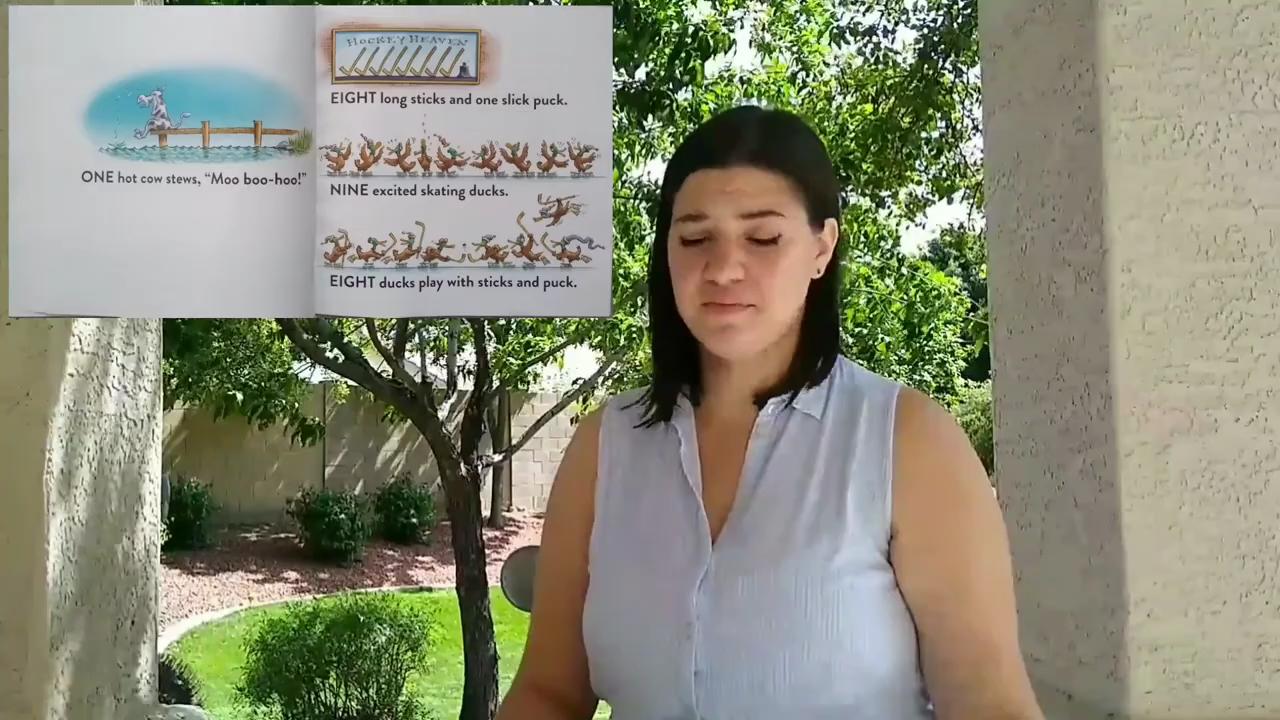 ONE hot cow stews, “Moo boo-hoo!”
HOCKEY HEAVEN
EIGHT long sticks and one slick puck.
NINE excited skating ducks.
EIGHT ducks play with sticks and puck.